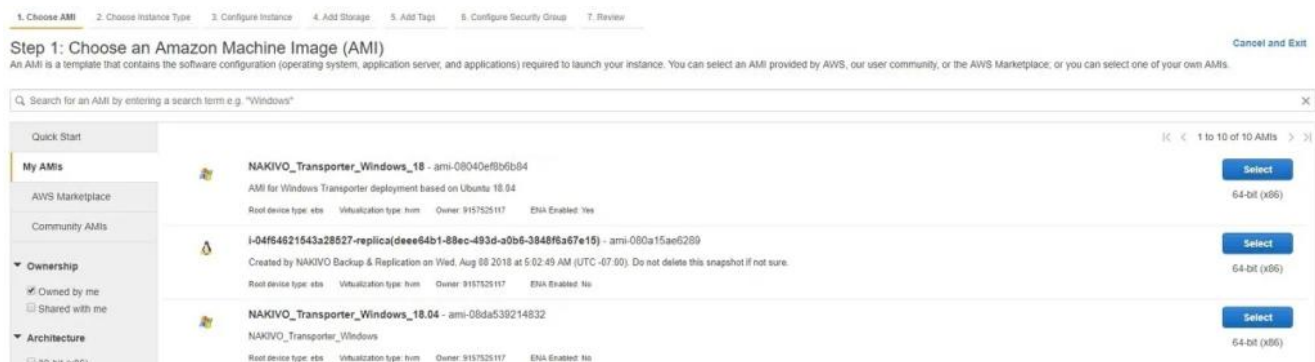 1. Choose AMI 2. Choose Instance Type 3. Configure Instance 4. Add Storage 5. Add Tags 6. Configure Security Group 7. Review
Step 1: Choose an Amazon Machine Image (AMI)
Cancel and Exit
An AMI is a template that contains the software configuration (operating system, application server, and applications) required to launch your instance. You can select an AMI provided by AWS, our user community, or the AWS Marketplace; or you can select one of your own AMIs.
Search for an AMI by entering a search term e.g. "Windows"
Quick Start
1 to 10 of 10 AMIs
My AMIs
AWS Marketplace
Community AMIs
Ownership
Owned by me
Shared with me
Architecture
32-bit (x86)
NAKIVO_Transporter_Windows_18 - ami-08040ef8b6b84
Select
AMI for Windows Transporter deployment based on Ubuntu 18.04
64-bit (x86)
Root device type: ebs Virtualization type: hvm Owner: 9157525117 ENA Enabled: Yes
i-04f64621543a28527-replica(deee64b1-88ec-493d-a0b6-3848f6a67e15) - ami-080a15ae6289
Select
Created by NAKIVO Backup & Replication on Wed, Aug 08 2018 at 5:02:49 AM (UTC -07:00). Do not delete this snapshot if not sure.
64-bit (x86)
Root device type: ebs Virtualization type: hvm Owner: 9157525117 ENA Enabled: No
NAKIVO_Transporter_Windows_18.04 - ami-08da539214832
Select
NAKIVO_Transporter_Windows
64-bit (x86)
Root device type: ebs Virtualization type: hvm Owner: 9157525117 ENA Enabled: No